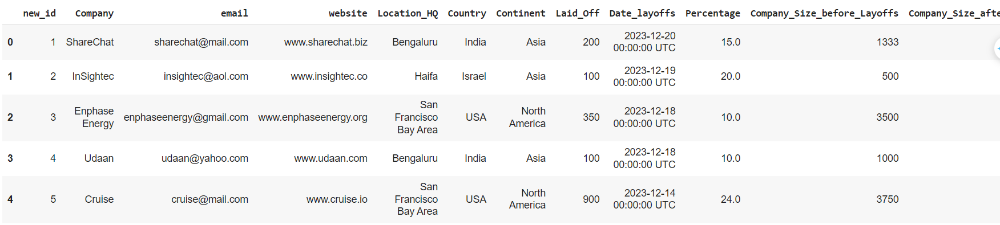 new_id Company email website Location_HQ Country Continent Laid_Off Date_layoffs Percentage Company_Size_before_Layoffs Company_Size_afte
0 1 ShareChat sharechat@mail.com www.sharechat.biz Bengaluru India Asia 200 2023-12-20 00:00:00 UTC 15.0 1333
1 2 InSightec insightec@aol.com www.insightec.co Haifa Israel Asia 100 2023-12-19 00:00:00 UTC 20.0 500
2 3 Enphase Energy enphaseenergy@gmail.com www.enphaseenergy.org San Francisco Bay Area USA North America 350 2023-12-18 00:00:00 UTC 10.0 3500
3 4 Udaan udaan@yahoo.com www.udaan.com Bengaluru India Asia 100 2023-12-18 00:00:00 UTC 10.0 1000
4 5 Cruise cruise@mail.com www.cruise.io San Francisco Bay Area USA North America 900 2023-12-14 00:00:00 UTC 24.0 3750